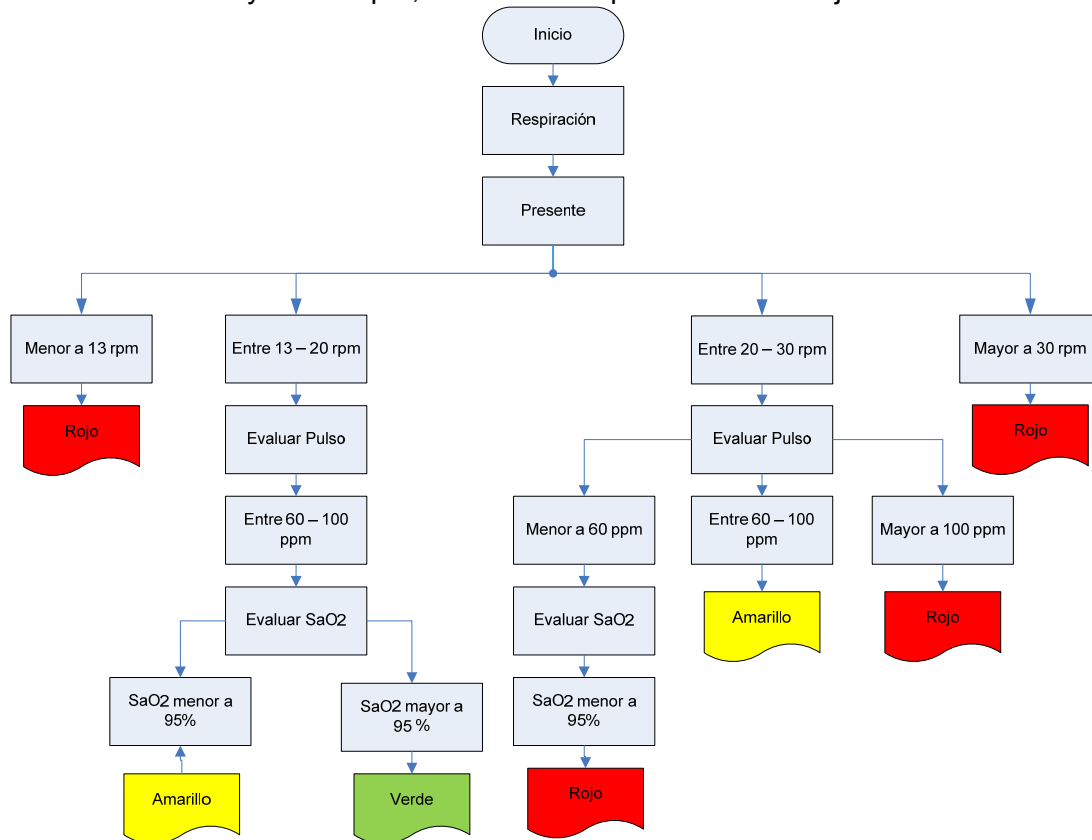 Inicio
Respiración
Presente
Menor a 13 rpm
Entre 13 – 20 rpm
Entre 20 – 30 rpm
Mayor a 30 rpm
Rojo
Evaluar Pulso
Evaluar Pulso
Rojo
Entre 60 – 100
ppm
Menor a 60 ppm
Entre 60 – 100
ppm
Mayor a 100 ppm
Evaluar SaO2
Evaluar SaO2
Amarillo
Rojo
SaO2 menor a
95%
SaO2 mayor a
95 %
SaO2 menor a
95%
Amarillo
Verde
Rojo